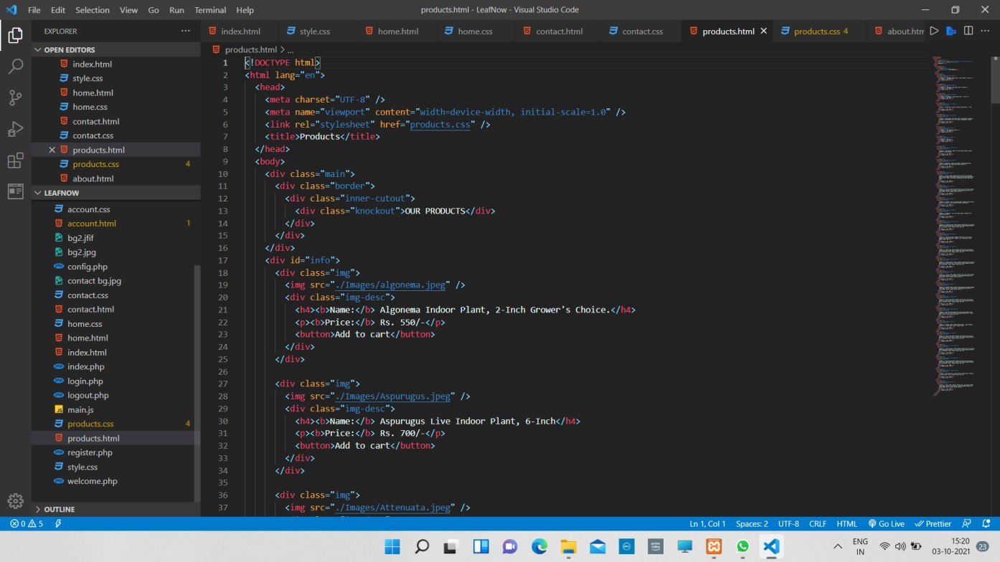 File Edit Selection View Go Run Terminal Help
products.html - LeafNow - Visual Studio Code
EXPLORER
index.html style.css home.html home.css contact.html contact.css products.html products.css 4 about.htm
OPEN EDITORS
index.html
style.css
home.html
home.css
contact.html
contact.css
products.html
products.css 4
about.html
LEAFNOW
account.css
account.html 1
bg2.jfif
bg2.jpg
config.php
contact bg.jpg
contact.css
contact.html
home.css
home.html
index.html
index.php
login.php
logout.php
main.js
products.css 4
products.html
register.php
style.css
welcome.php
OUTLINE
products.html > ...
1 <!DOCTYPE html>
2 <html lang="en">
3 <head>
4 <meta charset="UTF-8" />
5 <meta name="viewport" content="width=device-width, initial-scale=1.0" />
6 <link rel="stylesheet" href="products.css" />
7 <title>Products</title>
8 </head>
9 <body>
10 <div class="main">
11 <div class="border">
12 <div class="inner-cutout">
13 <div class="knockout">OUR PRODUCTS</div>
14 </div>
15 </div>
16 </div>
17 <div id="info">
18 <div class="img">
19 <img src="./Images/algonema.jpeg" />
20 <div class="img-desc">
21 <h4><b>Name:</b> Algonema Indoor Plant, 2-Inch Grower's Choice.</h4>
22 <p><b>Price:</b> Rs. 550/-</p>
23 <button>Add to cart</button>
24 </div>
25 </div>
26
27 <div class="img">
28 <img src="./Images/Aspurugus.jpeg" />
29 <div class="img-desc">
30 <h4><b>Name:</b> Aspurugus Live Indoor Plant, 6-Inch</h4>
31 <p><b>Price:</b> Rs. 700/-</p>
32 <button>Add to cart</button>
33 </div>
34 </div>
35
36 <div class="img">
37 <img src="./Images/Attenuata.jpeg" />
0 5
Ln 1, Col 1 Spaces: 2 UTF-8 CRLF HTML Go Live Prettier
ENG
IN
15:20
03-10-2021
23